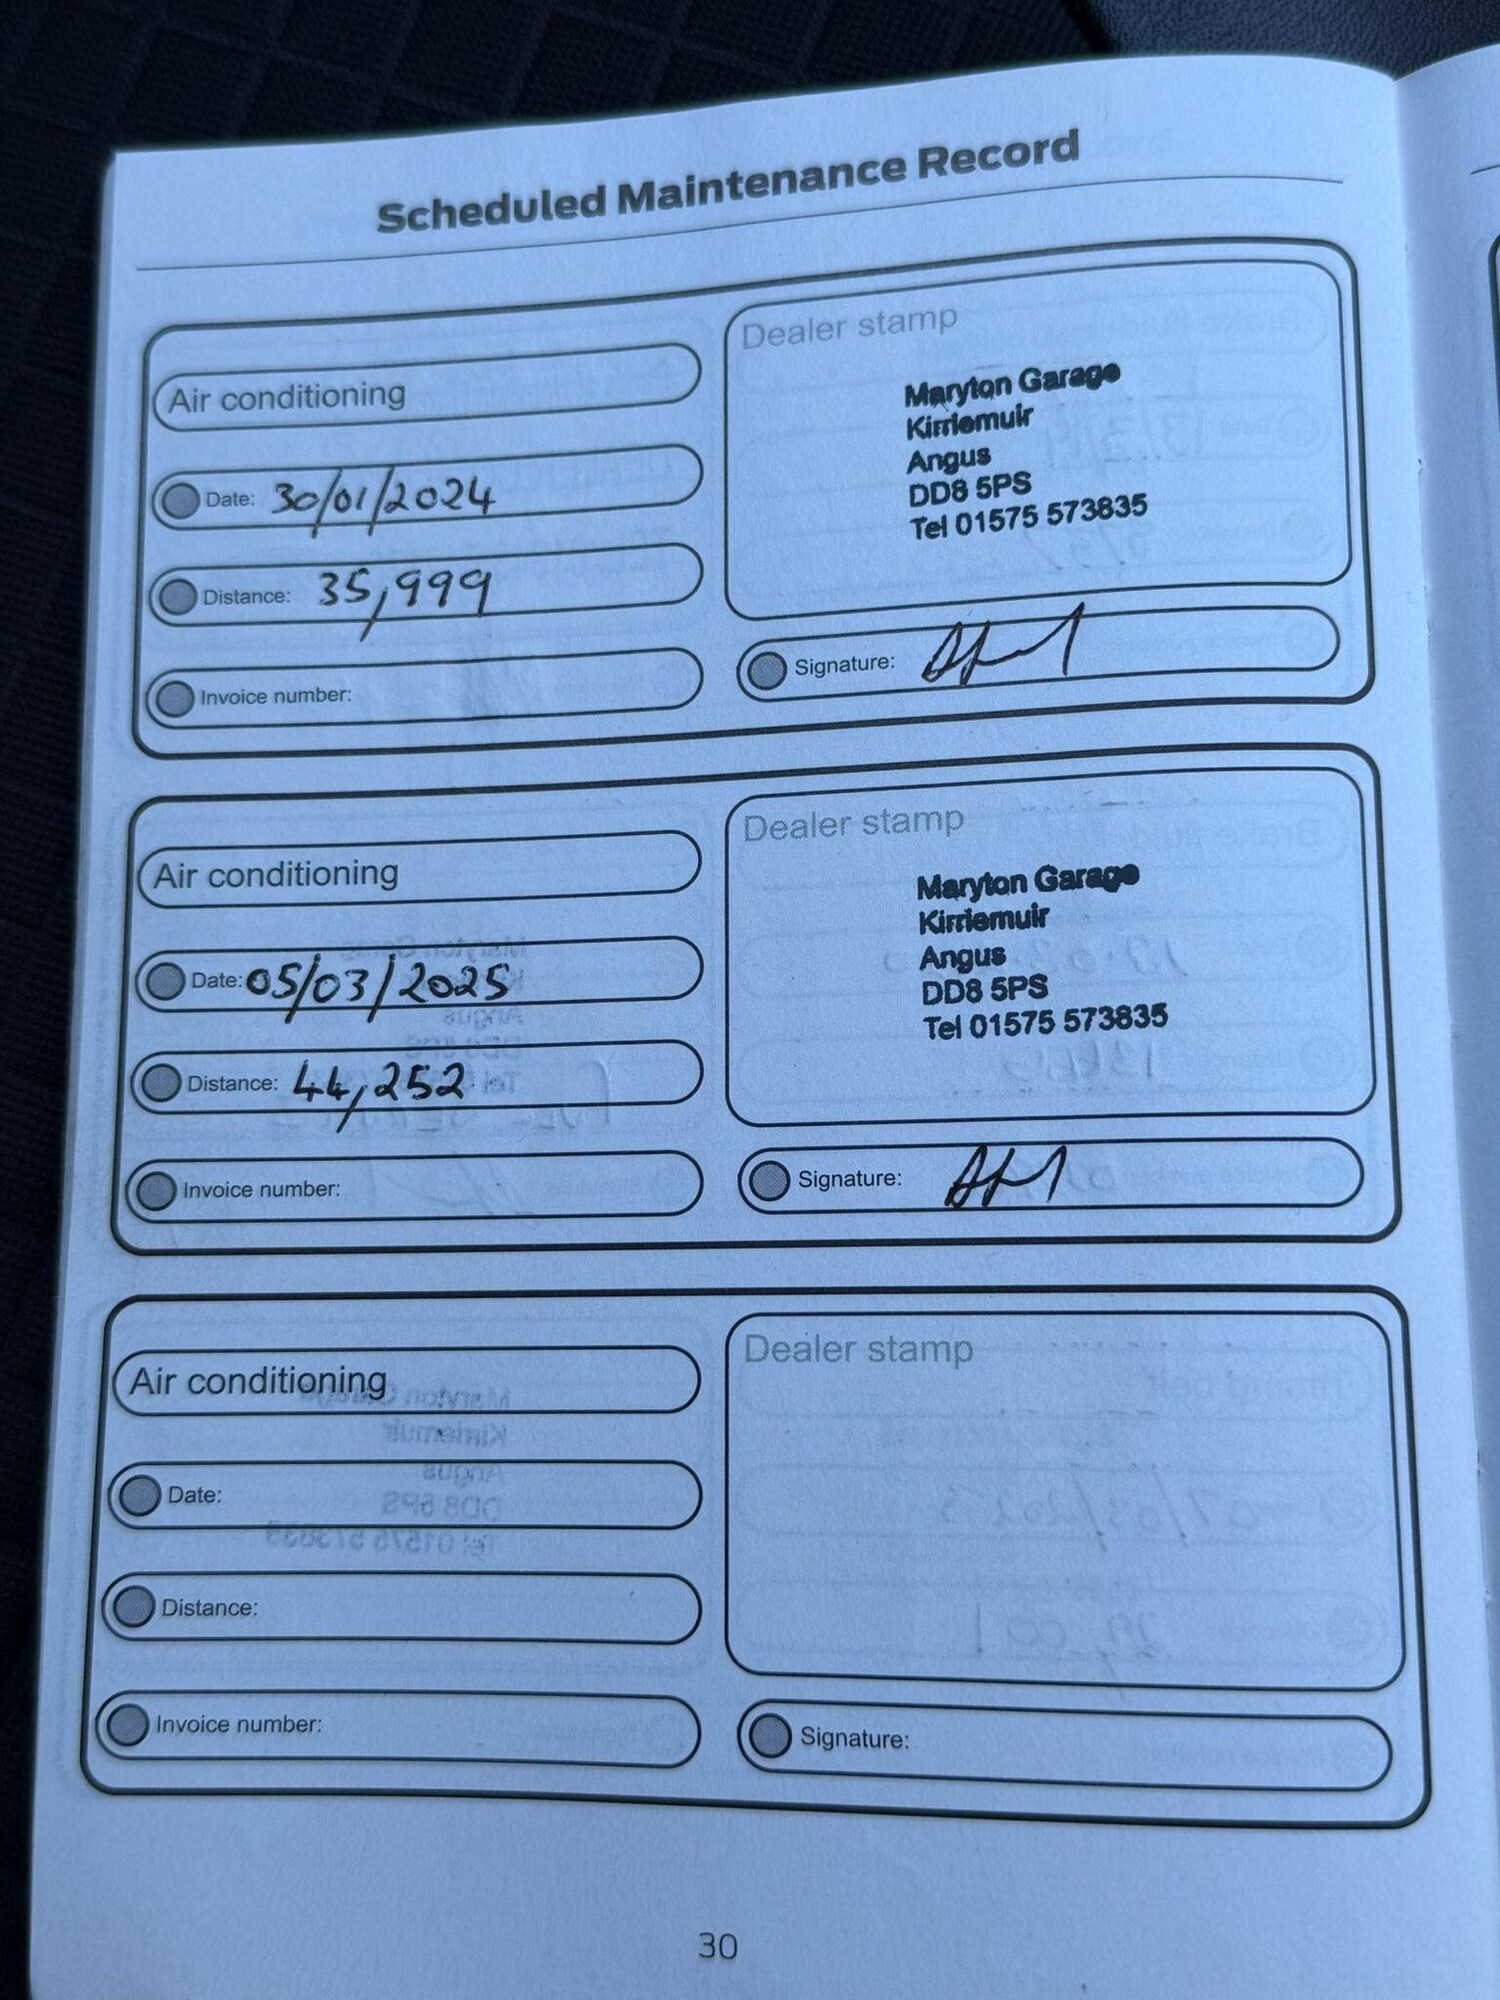 Scheduled Maintenance Record
Air conditioning
Date: 30/01/2024
Distance: 35,999
Invoice number:
Dealer stamp
Maryton Garage
Kirriemuir
Angus
DD8 5PS
Tel 01575 573835
Signature:
Air conditioning
Date: 05/03/2025
Distance: 44,252
Invoice number:
Dealer stamp
Maryton Garage
Kirriemuir
Angus
DD8 5PS
Tel 01575 573835
Signature:
Air conditioning
Date:
Distance:
Invoice number:
Dealer stamp
Signature:
30